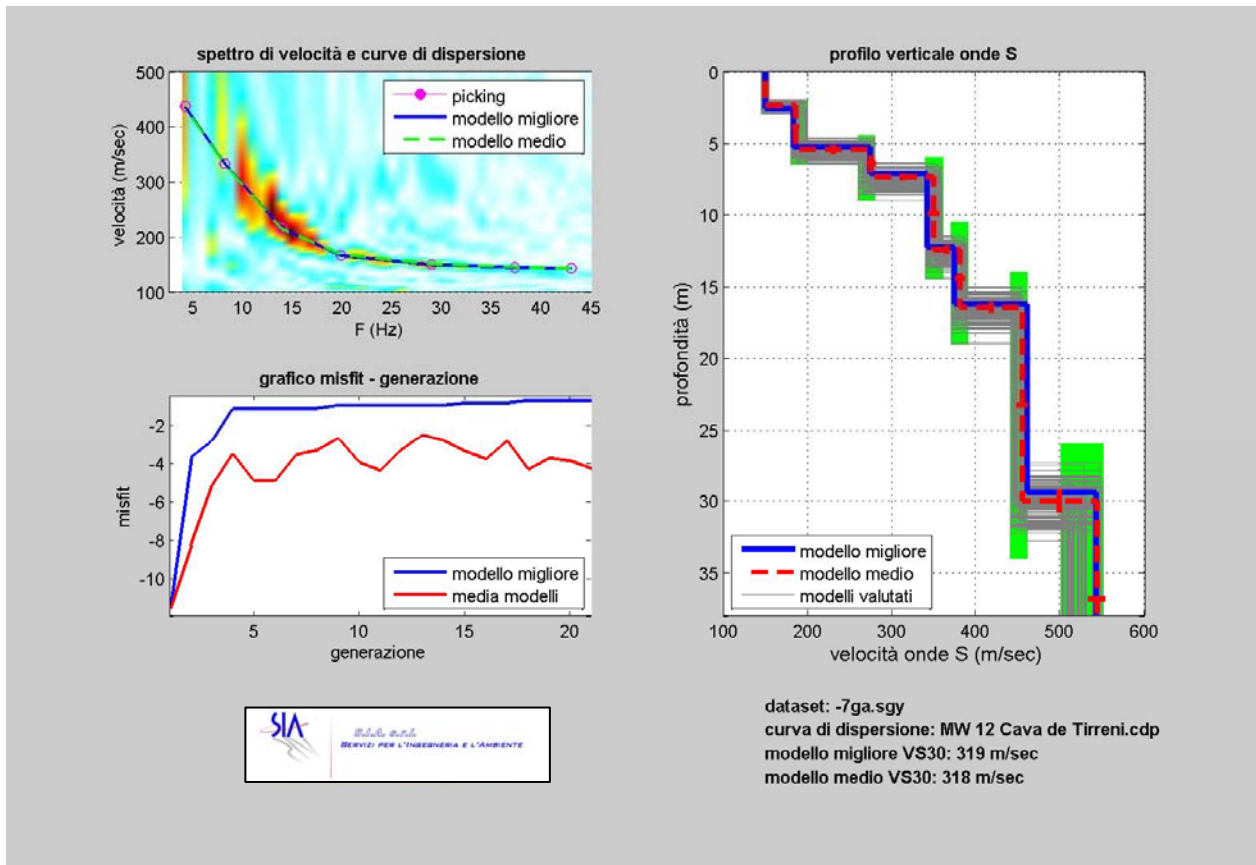 spettro di velocità e curve di dispersione
500
400
300
200
100
velocità (m/sec)
picking
modello migliore
modello medio
5 10 15 20 25 30 35 40 45
F (Hz)
grafico misfit - generazione
-2
-4
-6
-8
-10
misfit
modello migliore
media modelli
5 10 15 20
generazione
SIA
S.I.A. s.r.l.
SERVIZI PER L'INGEGNERIA E L'AMBIENTE
profilo verticale onde S
0
5
10
15
20
25
30
35
profondità (m)
modello migliore
modello medio
modelli valutati
100 200 300 400 500 600
velocità onde S (m/sec)
dataset: -7ga.sgy
curva di dispersione: MW 12 Cava de Tirreni.cdp
modello migliore VS30: 319 m/sec
modello medio VS30: 318 m/sec